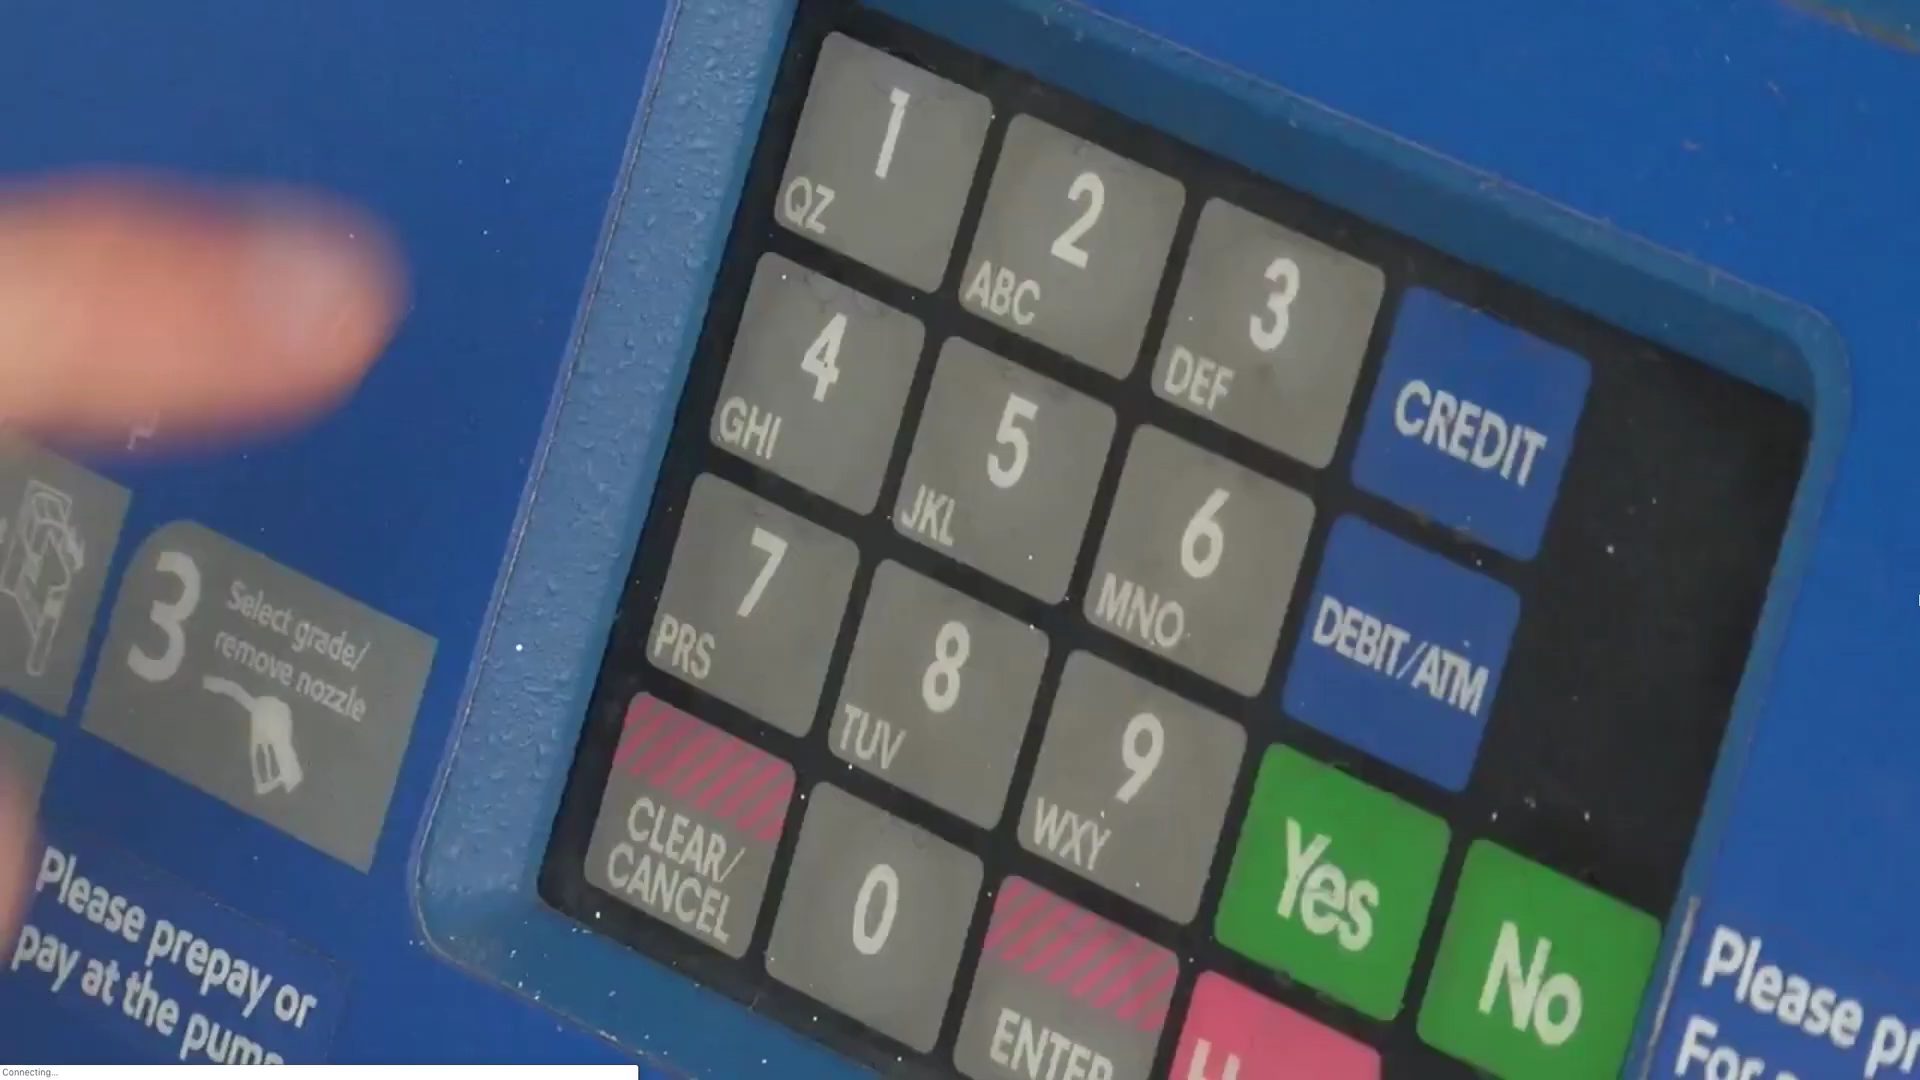 1
QZ
2
ABC
3
DEF
CREDIT
4
GHI
5
JKL
6
MNO
DEBIT/ATM
7
PRS
8
TUV
9
WXY
Yes
No
CLEAR/
CANCEL
0
ENTER
3
Select grade/
remove nozzle
Please prepay or
pay at the pump
Please
For
Connecting...